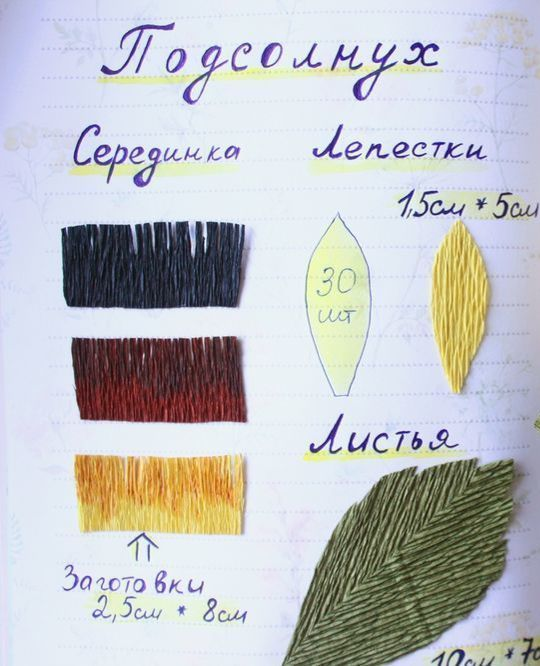 Подсолнух
Серединка
Лепестки
1,5см * 5см
30
шт
Листья
Заготовки
2,5см * 8см